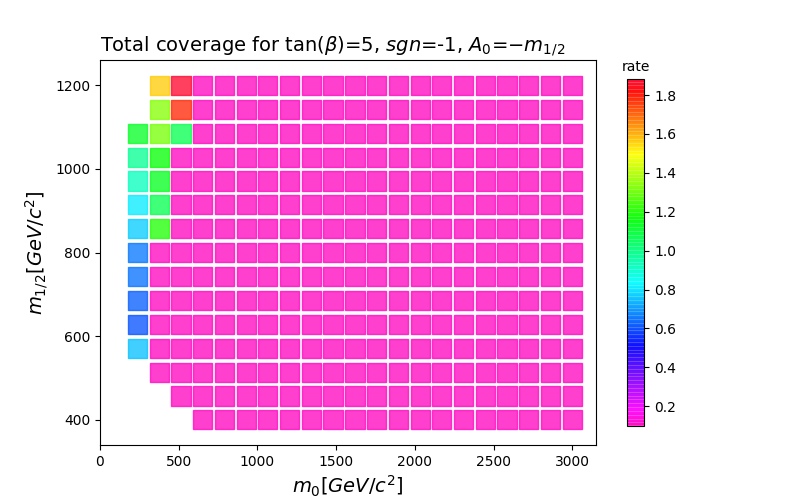 Total coverage for tan(β)=5, sgn=-1, A₀=−m₁/₂
rate
1200
1000
800
600
400
m₁/₂[GeV/c²]
1.8
1.6
1.4
1.2
1.0
0.8
0.6
0.4
0.2
0 500 1000 1500 2000 2500 3000
m₀[GeV/c²]